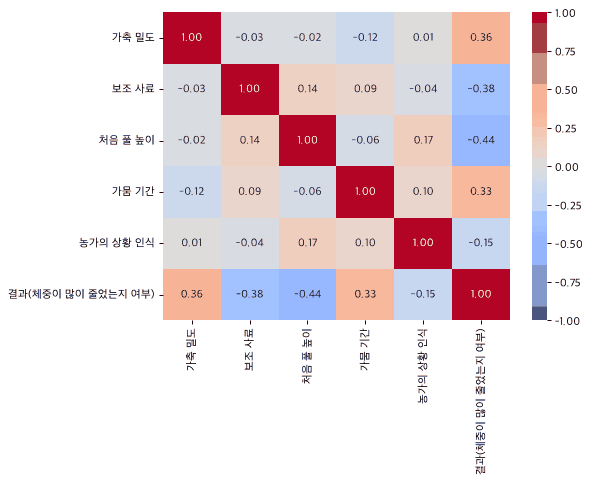 가축 밀도 1.00 -0.03 -0.02 -0.12 0.01 0.36
보조 사료 -0.03 1.00 0.14 0.09 -0.04 -0.38
처음 풀 높이 -0.02 0.14 1.00 -0.06 0.17 -0.44
가뭄 기간 -0.12 0.09 -0.06 1.00 0.10 0.33
농가의 상황 인식 0.01 -0.04 0.17 0.10 1.00 -0.15
결과(체중이 많이 줄었는지 여부) 0.36 -0.38 -0.44 0.33 -0.15 1.00
가축 밀도
보조 사료
처음 풀 높이
가뭄 기간
농가의 상황 인식
결과(체중이 많이 줄었는지 여부)
1.00
0.75
0.50
0.25
0.00
-0.25
-0.50
-0.75
-1.00